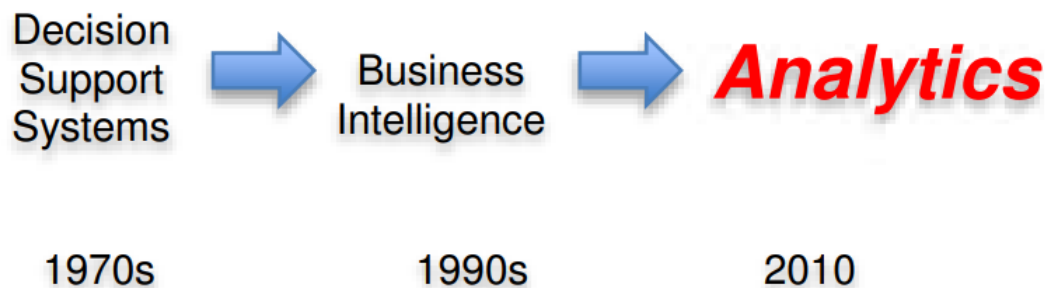 Decision
Support
Systems
Business
Intelligence
Analytics
1970s
1990s
2010